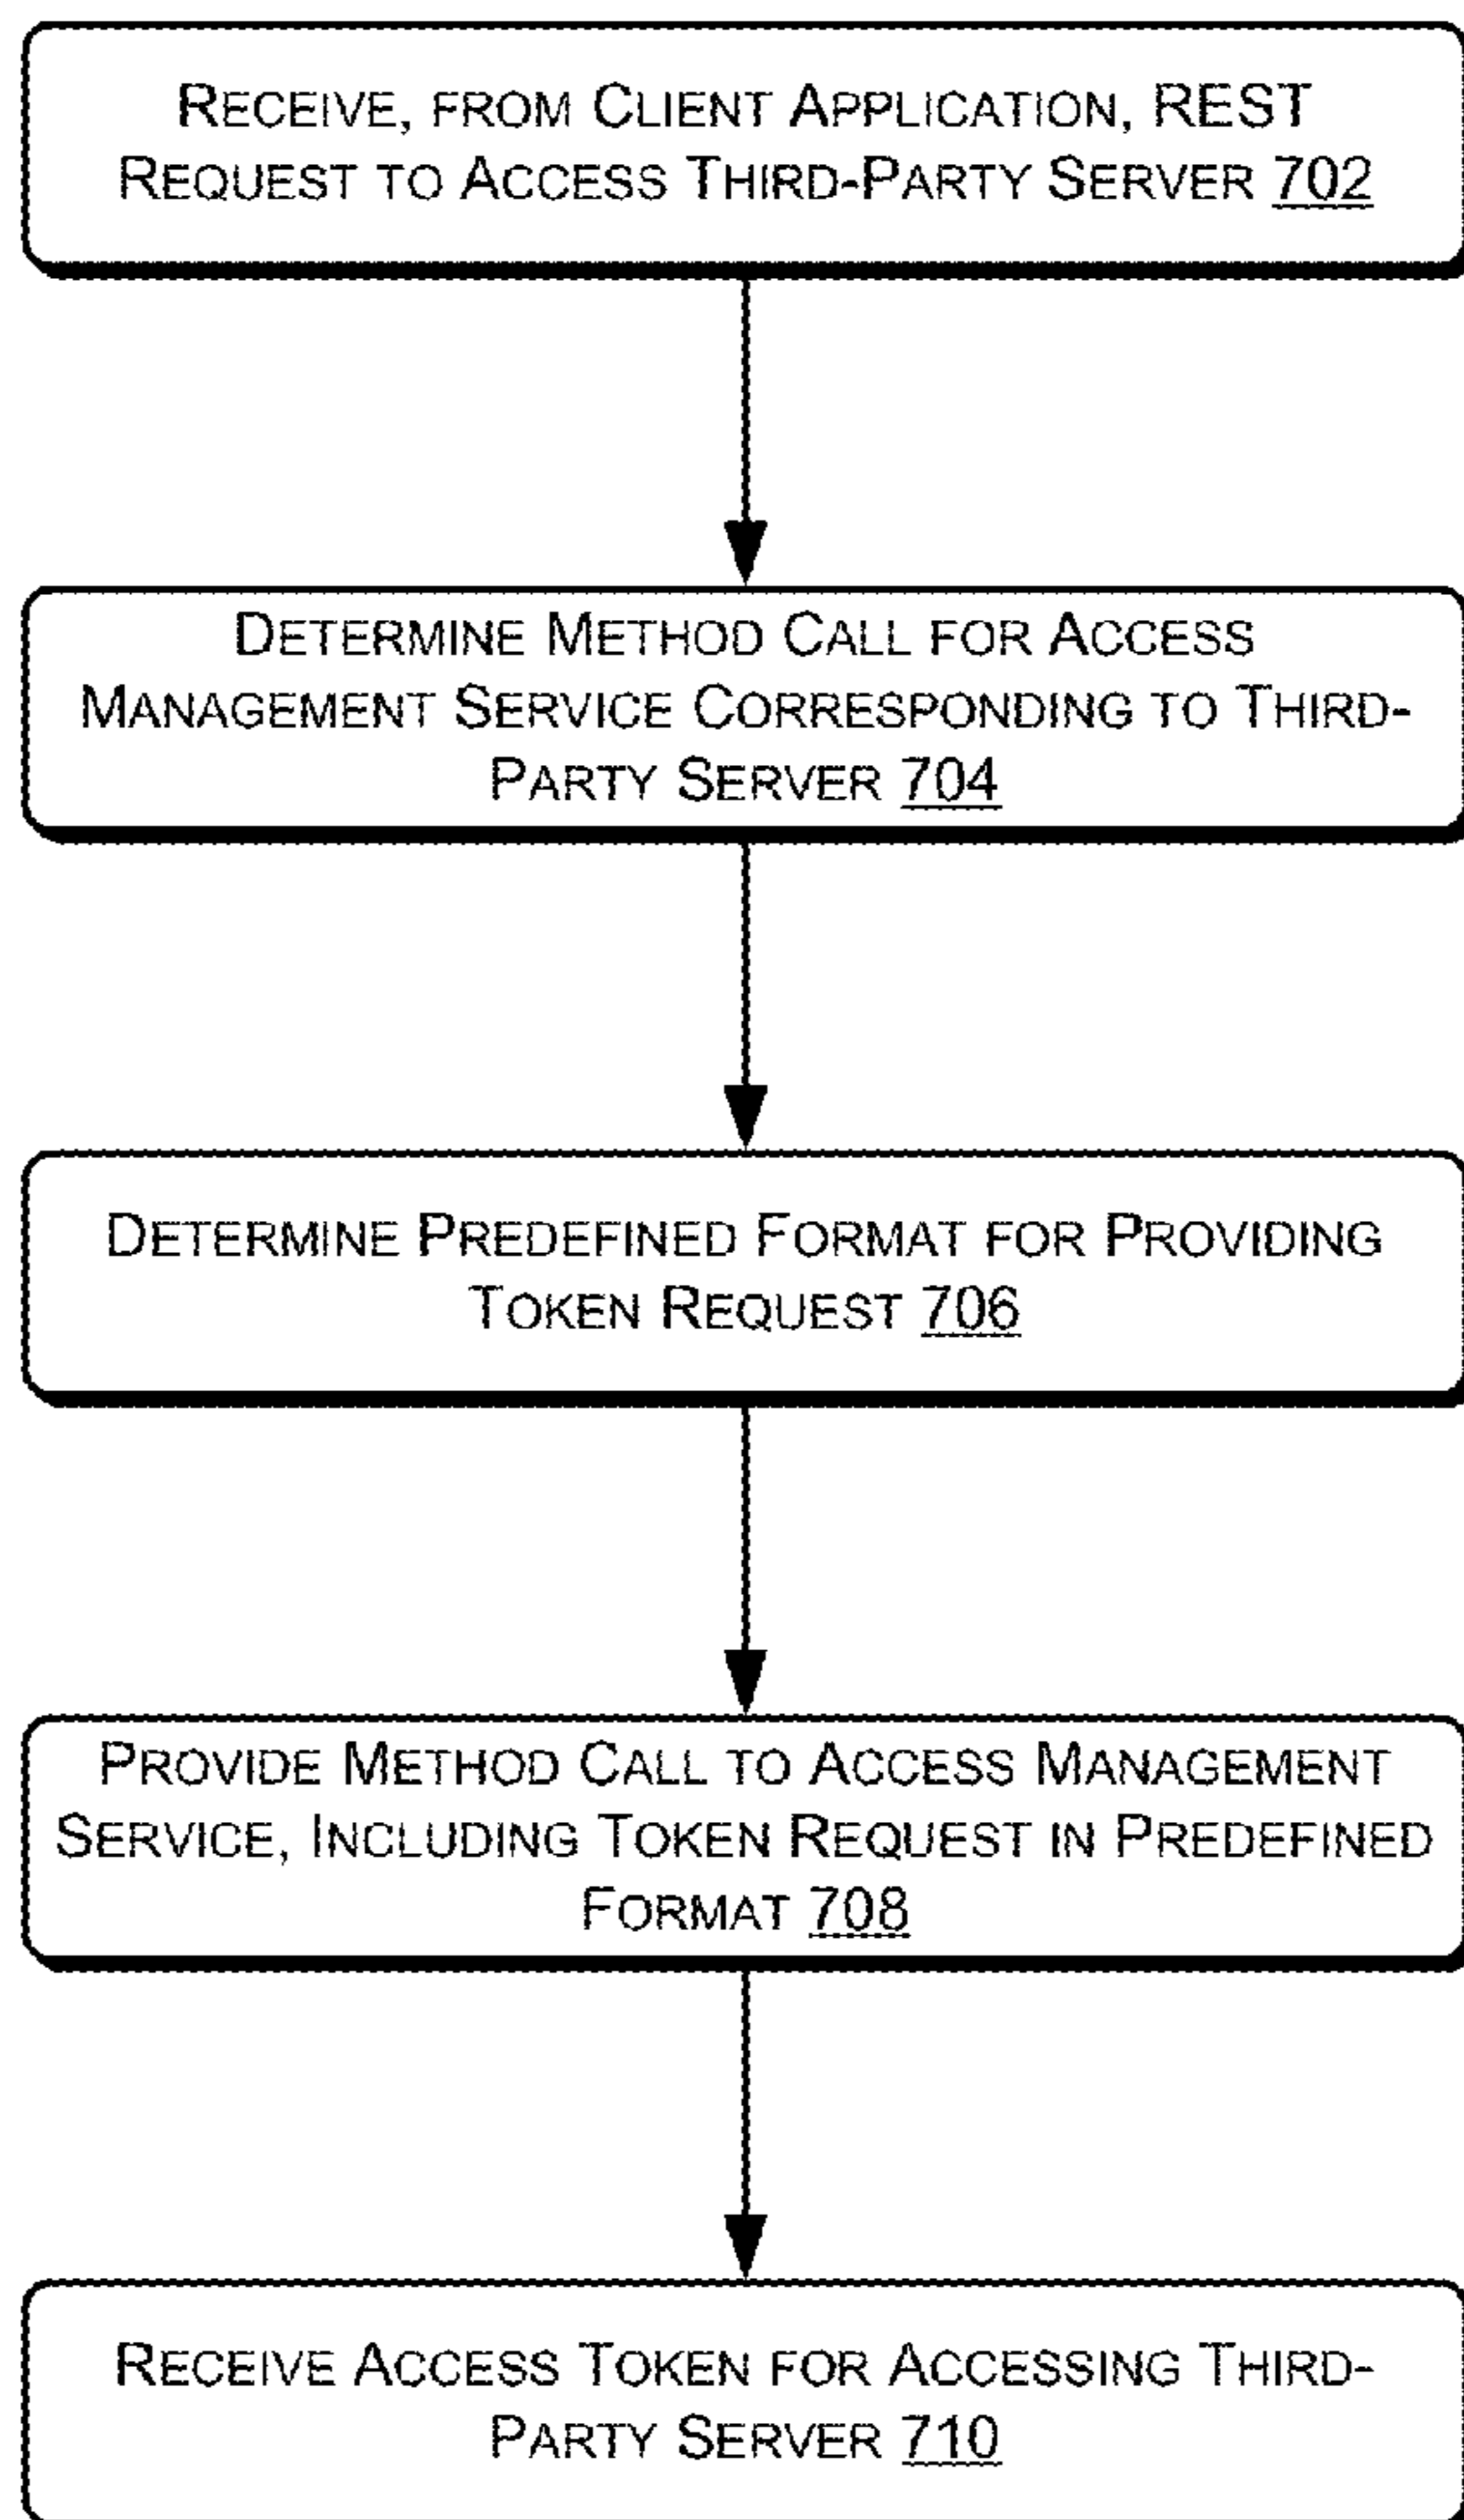 RECEIVE, FROM CLIENT APPLICATION, REST
REQUEST TO ACCESS THIRD-PARTY SERVER 702
DETERMINE METHOD CALL FOR ACCESS
MANAGEMENT SERVICE CORRESPONDING TO THIRD-
PARTY SERVER 704
DETERMINE PREDEFINED FORMAT FOR PROVIDING
TOKEN REQUEST 706
PROVIDE METHOD CALL TO ACCESS MANAGEMENT
SERVICE, INCLUDING TOKEN REQUEST IN PREDEFINED
FORMAT 708
RECEIVE ACCESS TOKEN FOR ACCESSING THIRD-
PARTY SERVER 710